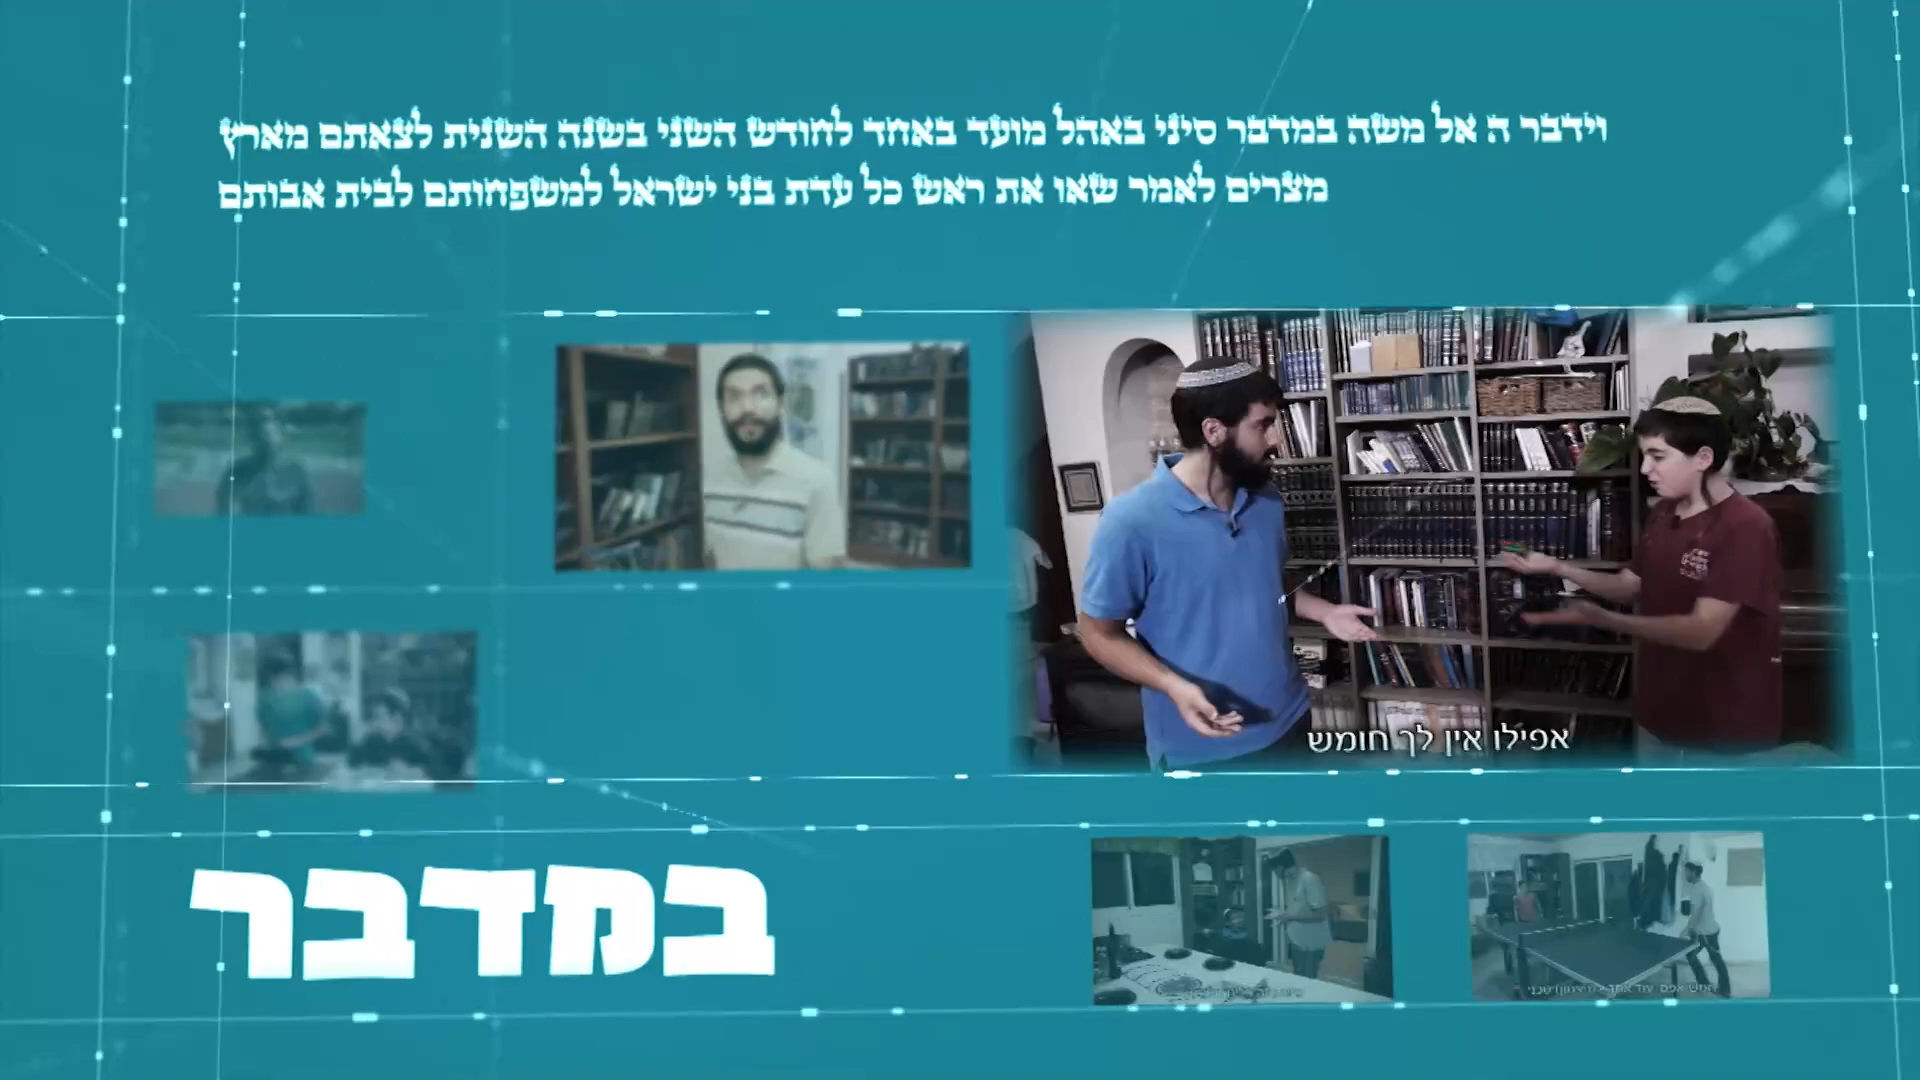 וידבר ה אל משה במדבר סיני באהל מועד באחד לחודש השני בשנה השנית לצאתם מארץ
מצרים לאמר שאו את ראש כל עדת בני ישראל למשפחותם לבית אבותם
אפילו אין לך חומש
במדבר